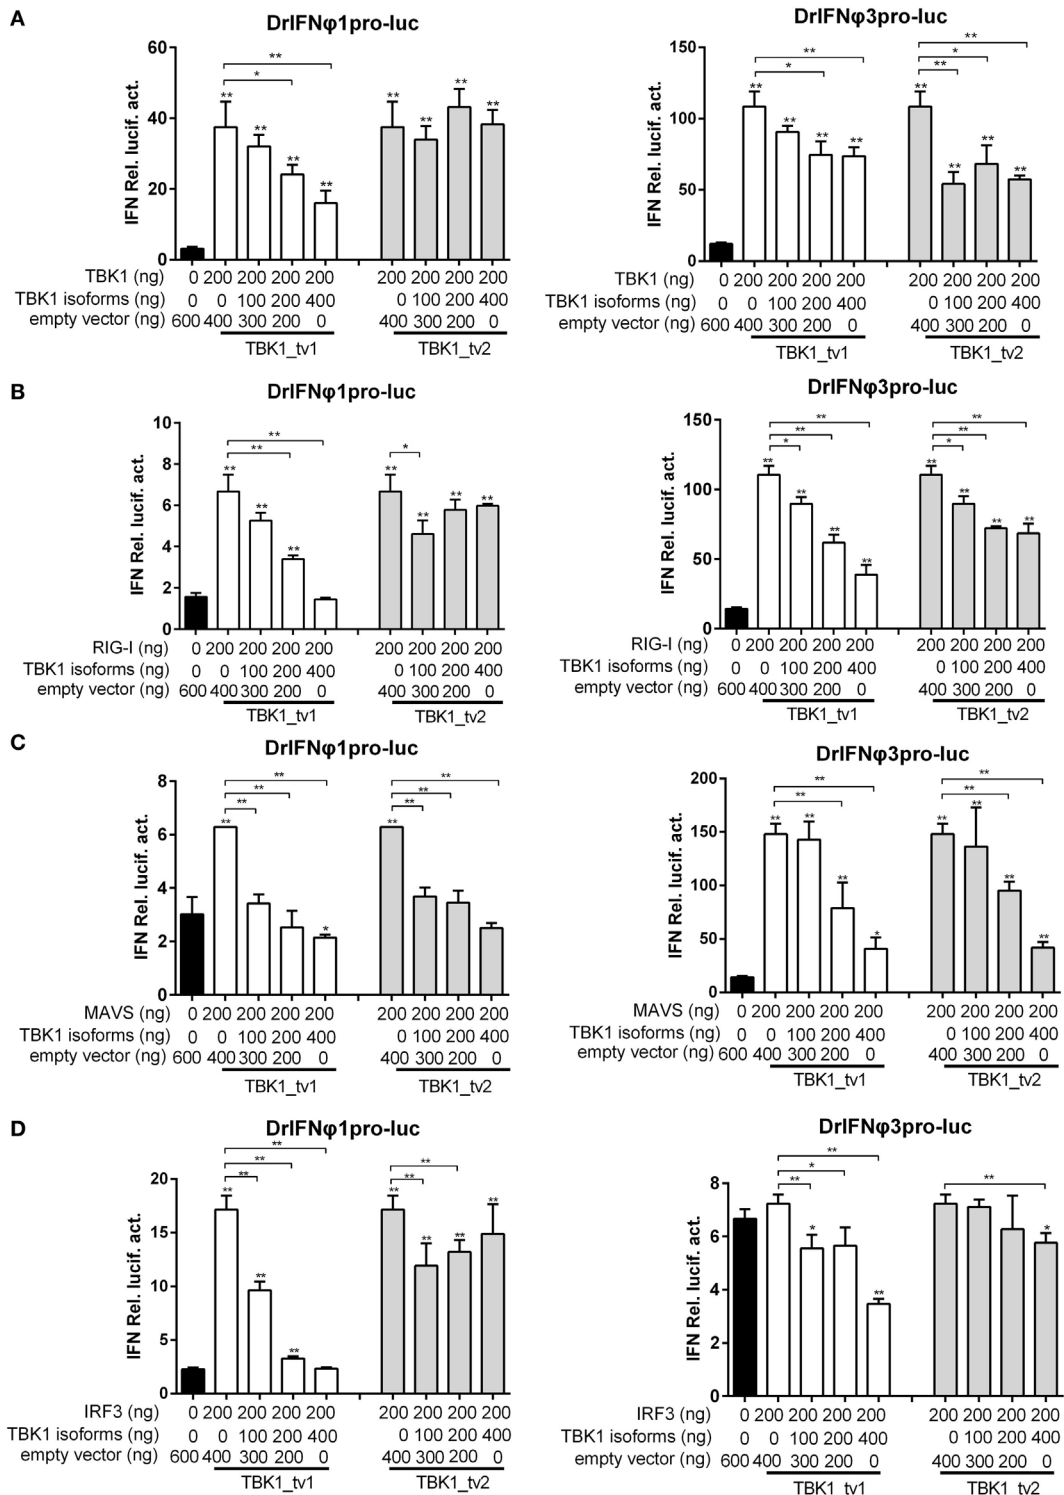 A
DrIFNφ1pro-luc
IFN Rel. lucif. act.
60
40
20
0
** *
** ** ** **
** ** ** **
TBK1 (ng) 0 200 200 200 200 200 200 200 200
TBK1 isoforms (ng) 0 0 100 200 400 0 100 200 400
empty vector (ng) 600 400 300 200 0 400 300 200 0
TBK1_tv1 TBK1_tv2
DrIFNφ3pro-luc
IFN Rel. lucif. act.
150
100
50
0
** *
** * **
** ** ** **
** ** ** **
TBK1 (ng) 0 200 200 200 200 200 200 200 200
TBK1 isoforms (ng) 0 0 100 200 400 0 100 200 400
empty vector (ng) 600 400 300 200 0 400 300 200 0
TBK1_tv1 TBK1_tv2
B
DrIFNφ1pro-luc
IFN Rel. lucif. act.
10
8
6
4
2
0
** **
*
** ** **
** ** ** **
RIG-I (ng) 0 200 200 200 200 200 200 200 200
TBK1 isoforms (ng) 0 0 100 200 400 0 100 200 400
empty vector (ng) 600 400 300 200 0 400 300 200 0
TBK1_tv1 TBK1_tv2
DrIFNφ3pro-luc
IFN Rel. lucif. act.
150
100
50
0
** ** *
** ** *
** ** ** **
** ** ** **
RIG-I (ng) 0 200 200 200 200 200 200 200 200
TBK1 isoforms (ng) 0 0 100 200 400 0 100 200 400
empty vector (ng) 600 400 300 200 0 400 300 200 0
TBK1_tv1 TBK1_tv2
C
DrIFNφ1pro-luc
IFN Rel. lucif. act.
8
6
4
2
0
** ** **
** ** **
** *
**
MAVS (ng) 0 200 200 200 200 200 200 200 200
TBK1 isoforms (ng) 0 0 100 200 400 0 100 200 400
empty vector (ng) 600 400 300 200 0 400 300 200 0
TBK1_tv1 TBK1_tv2
DrIFNφ3pro-luc
IFN Rel. lucif. act.
200
150
100
50
0
** **
** **
** ** ** *
** ** ** **
MAVS (ng) 0 200 200 200 200 200 200 200 200
TBK1 isoforms (ng) 0 0 100 200 400 0 100 200 400
empty vector (ng) 600 400 300 200 0 400 300 200 0
TBK1_tv1 TBK1_tv2
D
DrIFNφ1pro-luc
IFN Rel. lucif. act.
20
15
10
5
0
** ** **
** **
** ** **
** ** ** **
IRF3 (ng) 0 200 200 200 200 200 200 200 200
TBK1 isoforms (ng) 0 0 100 200 400 0 100 200 400
empty vector (ng) 600 400 300 200 0 400 300 200 0
TBK1_tv1 TBK1_tv2
DrIFNφ3pro-luc
IFN Rel. lucif. act.
8
6
4
2
0
** * **
**
* **
*
IRF3 (ng) 0 200 200 200 200 200 200 200 200
TBK1 isoforms (ng) 0 0 100 200 400 0 100 200 400
empty vector (ng) 600 400 300 200 0 400 300 200 0
TBK1_tv1 TBK1_tv2